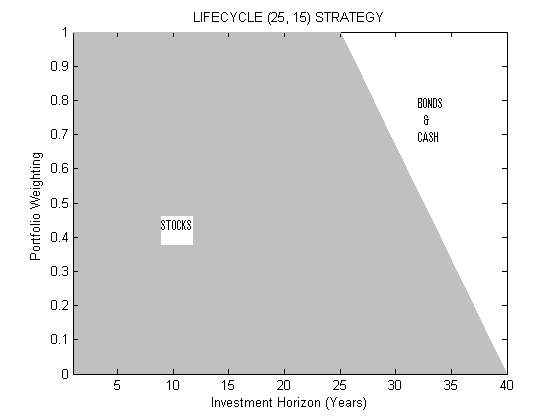 LIFECYCLE (25, 15) STRATEGY
1
0.9
0.8
0.7
0.6
0.5
0.4
0.3
0.2
0.1
0
Portfolio Weighting
BONDS
&
CASH
STOCKS
5 10 15 20 25 30 35 40
Investment Horizon (Years)